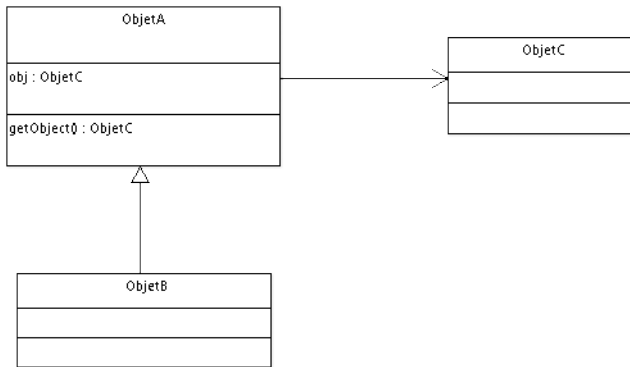 ObjetA
obj : ObjetC
getObject() : ObjetC
ObjetC
ObjetB